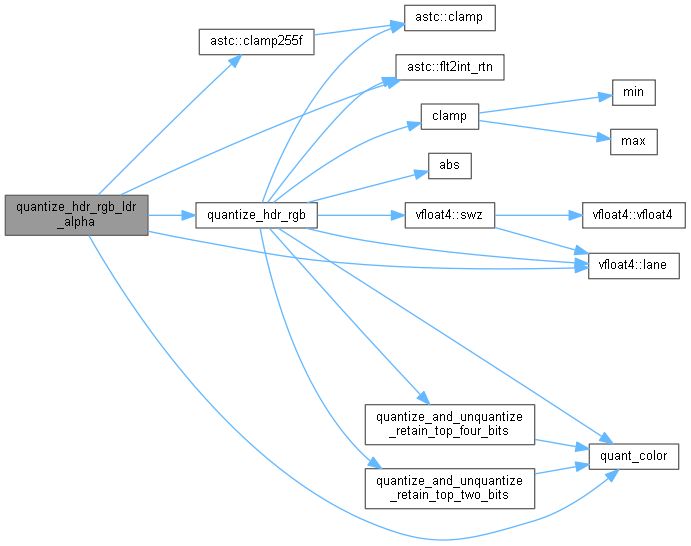 astc::clamp
astc::clamp255f
astc::flt2int_rtn
min
clamp
max
abs
quantize_hdr_rgb_ldr
_alpha
quantize_hdr_rgb
vfloat4::swz
vfloat4::vfloat4
vfloat4::lane
quantize_and_unquantize
_retain_top_four_bits
quant_color
quantize_and_unquantize
_retain_top_two_bits